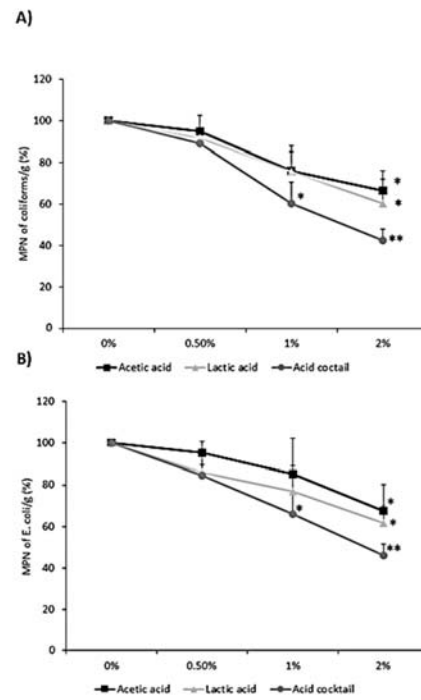 A)
MPN of coliforms/g (%)
120
100
80
60
40
20
0
*
*
*
**
0% 0.50% 1% 2%
Acetic acid Lactic acid Acid coctail
B)
MPN of E. coli/g (%)
120
100
80
60
40
20
0
*
*
*
**
0% 0.50% 1% 2%
Acetic acid Lactic acid Acid cocktail